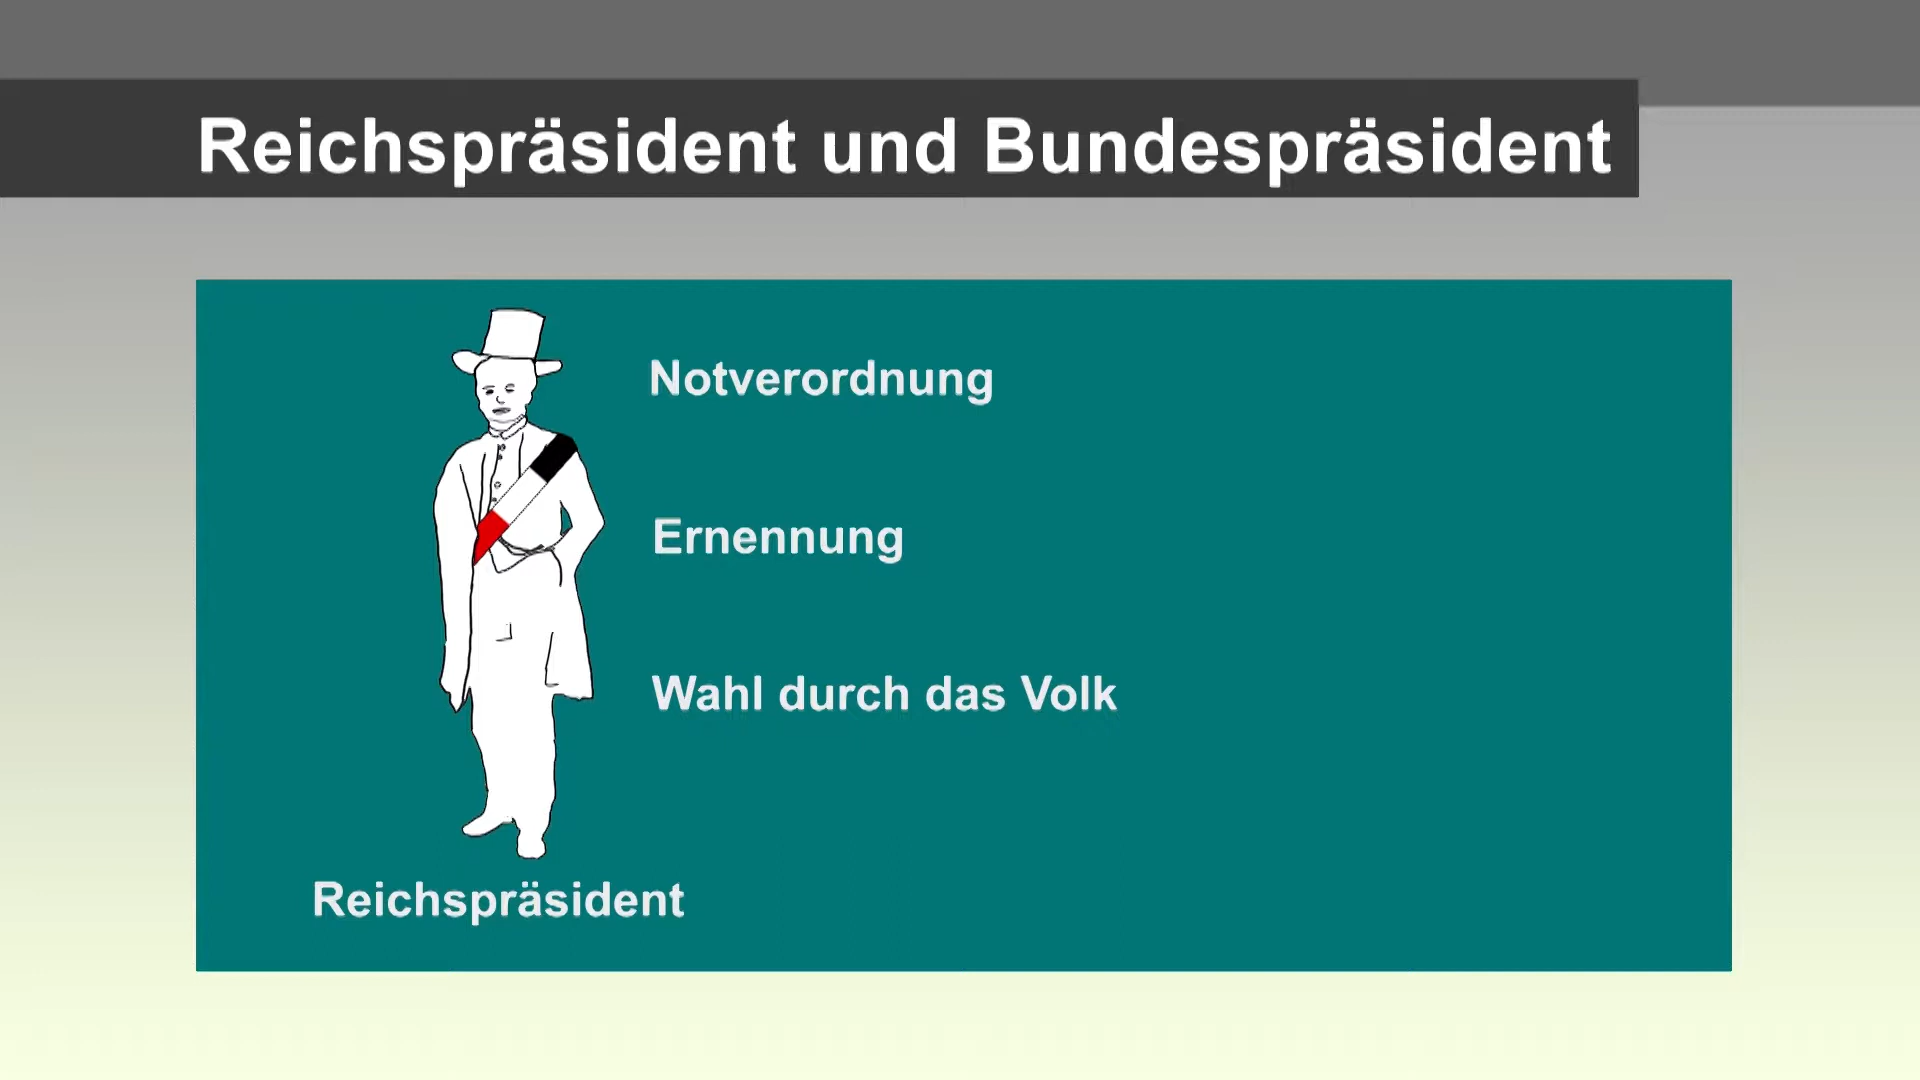 Reichspräsident und Bundespräsident
Notverordnung
Ernennung
Wahl durch das Volk
Reichspräsident